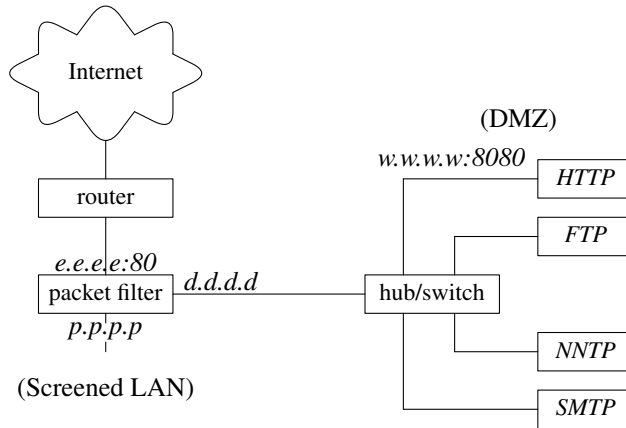 Internet
(DMZ)
w.w.w.w:8080
HTTP
router
FTP
e.e.e.e:80
packet filter
d.d.d.d
hub/switch
p.p.p.p
NNTP
(Screened LAN)
SMTP